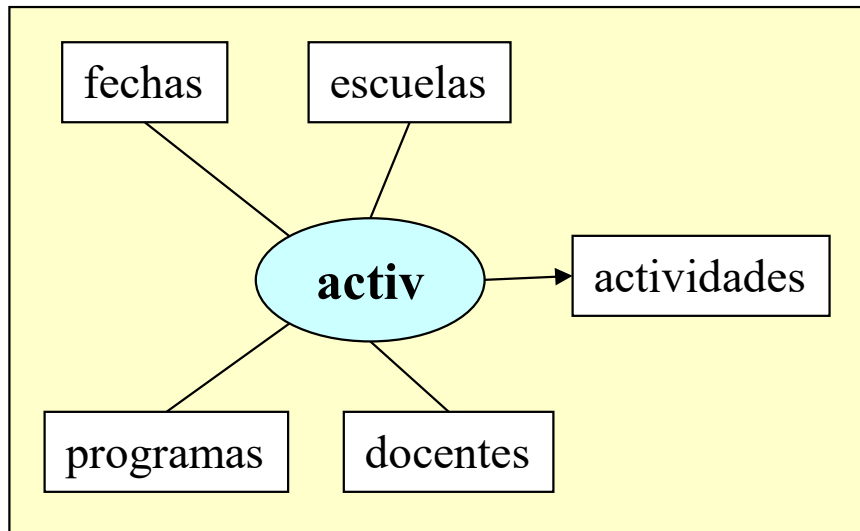 fechas
escuelas
activ
actividades
programas
docentes